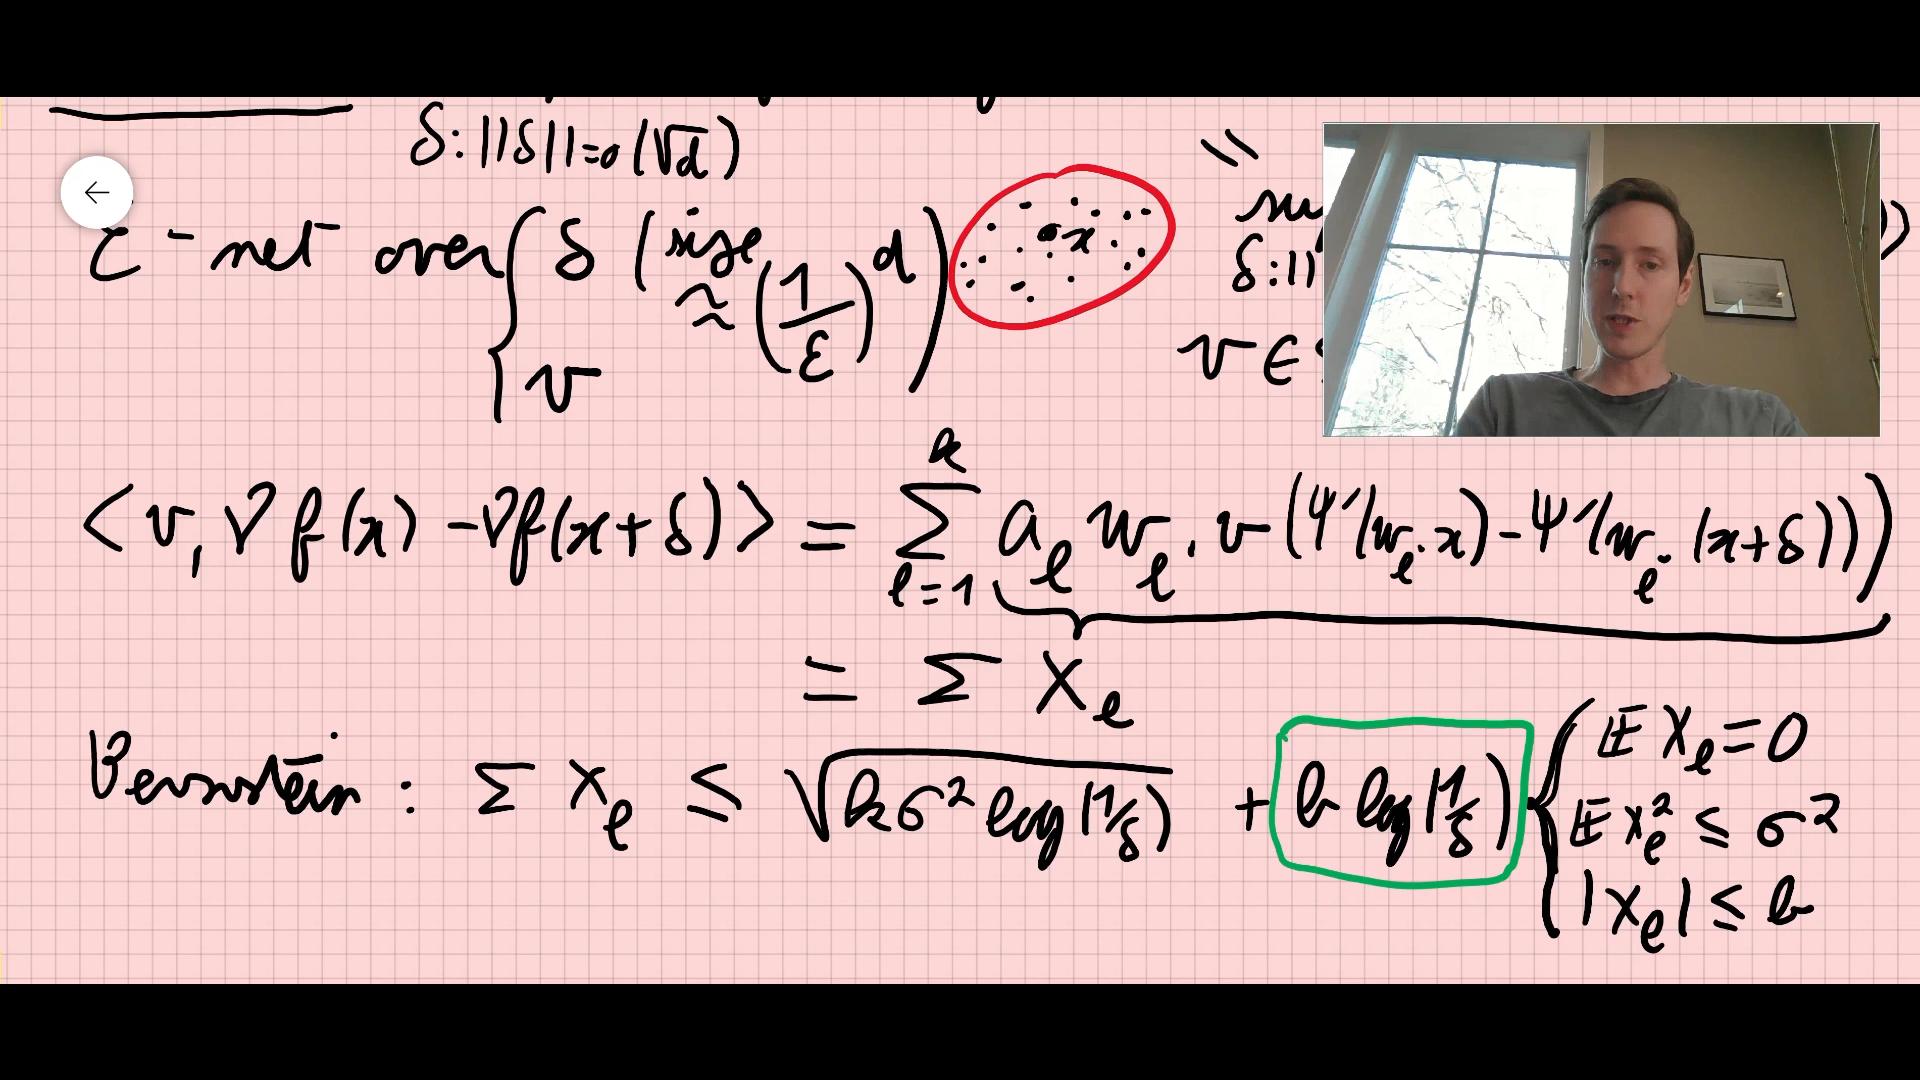 δ: ||δ||=o(√d)
ε-net over { δ (size ≈ (1/ε)^d) x
v
δ:||
v ∈
⟨v, ∇f(x) - ∇f(x+δ)⟩ = Σ_{ℓ=1}^{k} a_ℓ w_ℓ · v (ψ'(w_ℓ·x) - ψ'(w_ℓ·(x+δ)))
= Σ X_ℓ
Bernstein: Σ X_ℓ ≤ √(kσ² log(1/δ)) + b log(1/δ)
{ E X_ℓ = 0
E X_ℓ² ≤ σ²
|X_ℓ| ≤ b